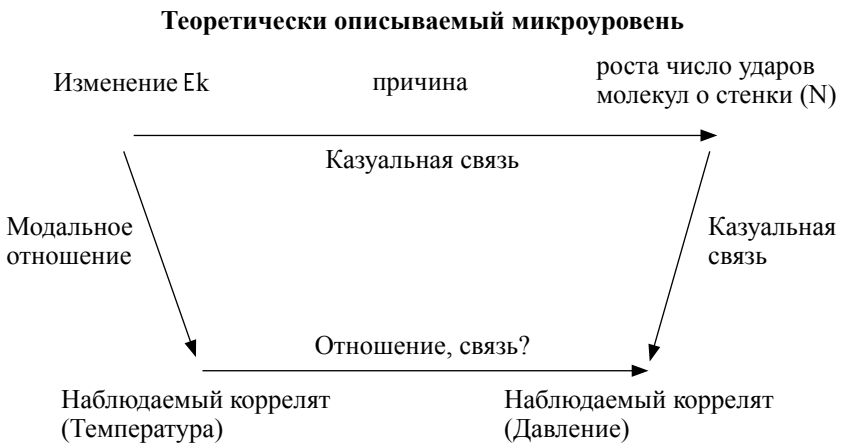 Теоретически описываемый микроуровень
Изменение Ek
причина
роста число ударов
молекул о стенки (N)
Казуальная связь
Модальное
отношение
Казуальная
связь
Отношение, связь?
Наблюдаемый коррелят
(Температура)
Наблюдаемый коррелят
(Давление)